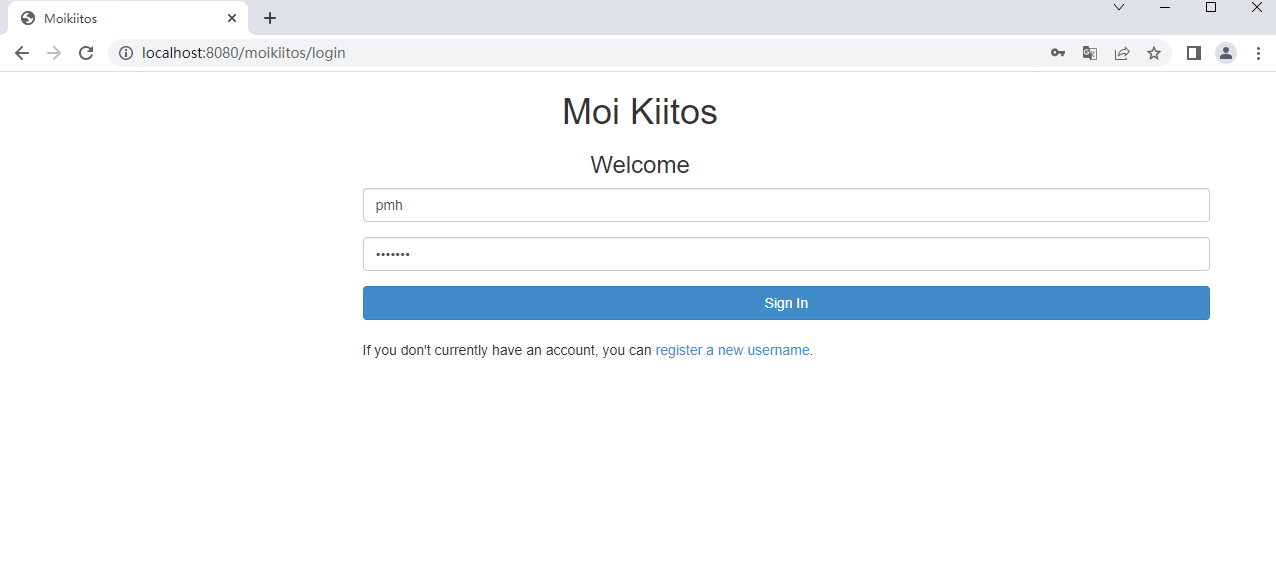 Moikiitos
localhost:8080/moikiitos/login
Moi Kiitos
Welcome
pmh
•••••••
Sign In
If you don't currently have an account, you can register a new username.